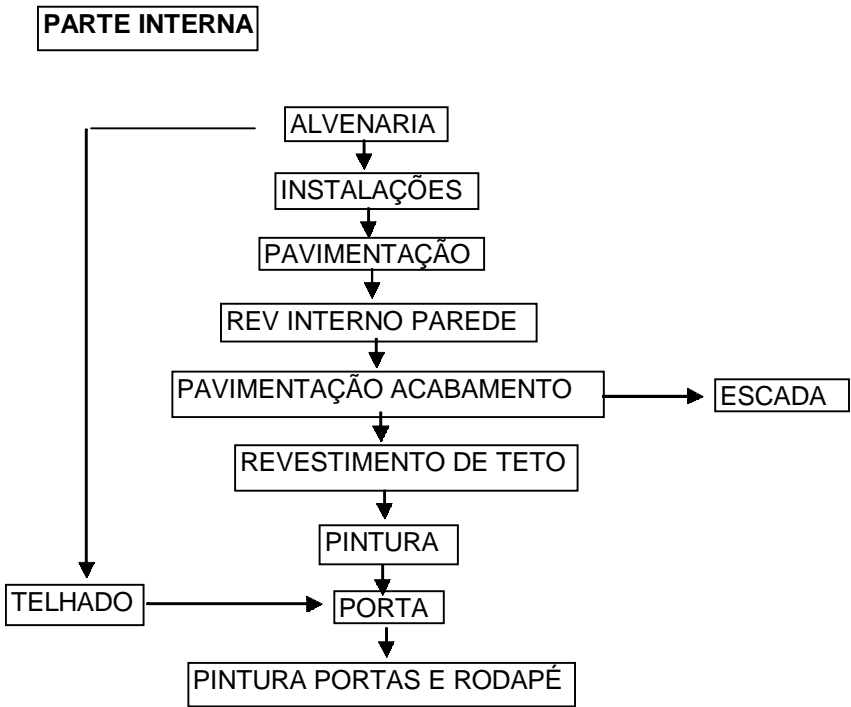 PARTE INTERNA
ALVENARIA
INSTALAÇÕES
PAVIMENTAÇÃO
REV INTERNO PAREDE
PAVIMENTAÇÃO ACABAMENTO
ESCADA
REVESTIMENTO DE TETO
PINTURA
TELHADO
PORTA
PINTURA PORTAS E RODAPÉ